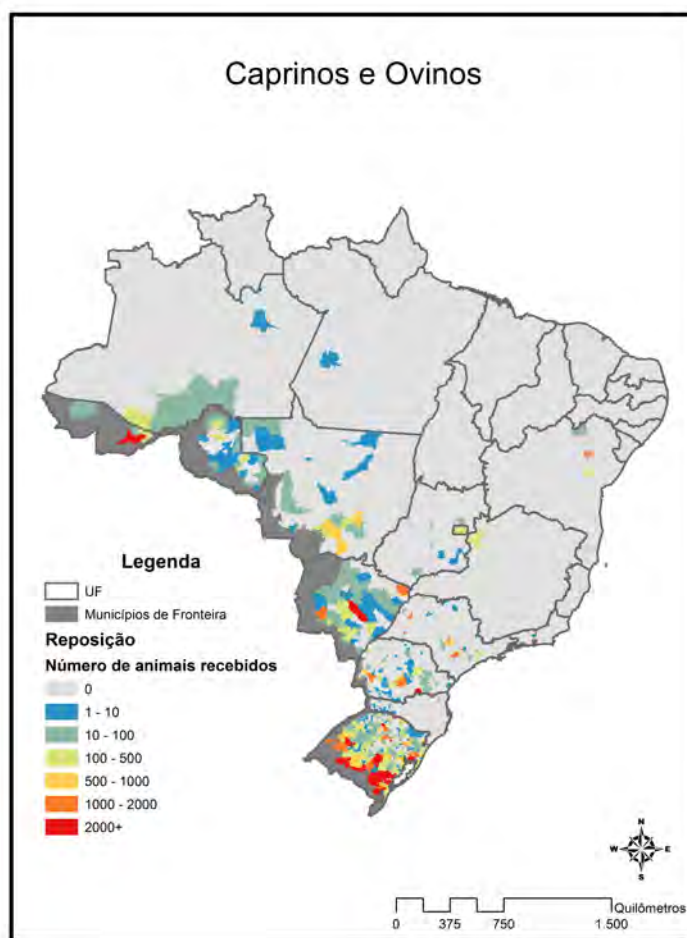 Caprinos e Ovinos
Legenda
UF
Municípios de Fronteira
Reposição
Número de animais recebidos
0
1 - 10
10 - 100
100 - 500
500 - 1000
1000 - 2000
2000+
N
W E
S
Quilômetros
0 375 750 1.500